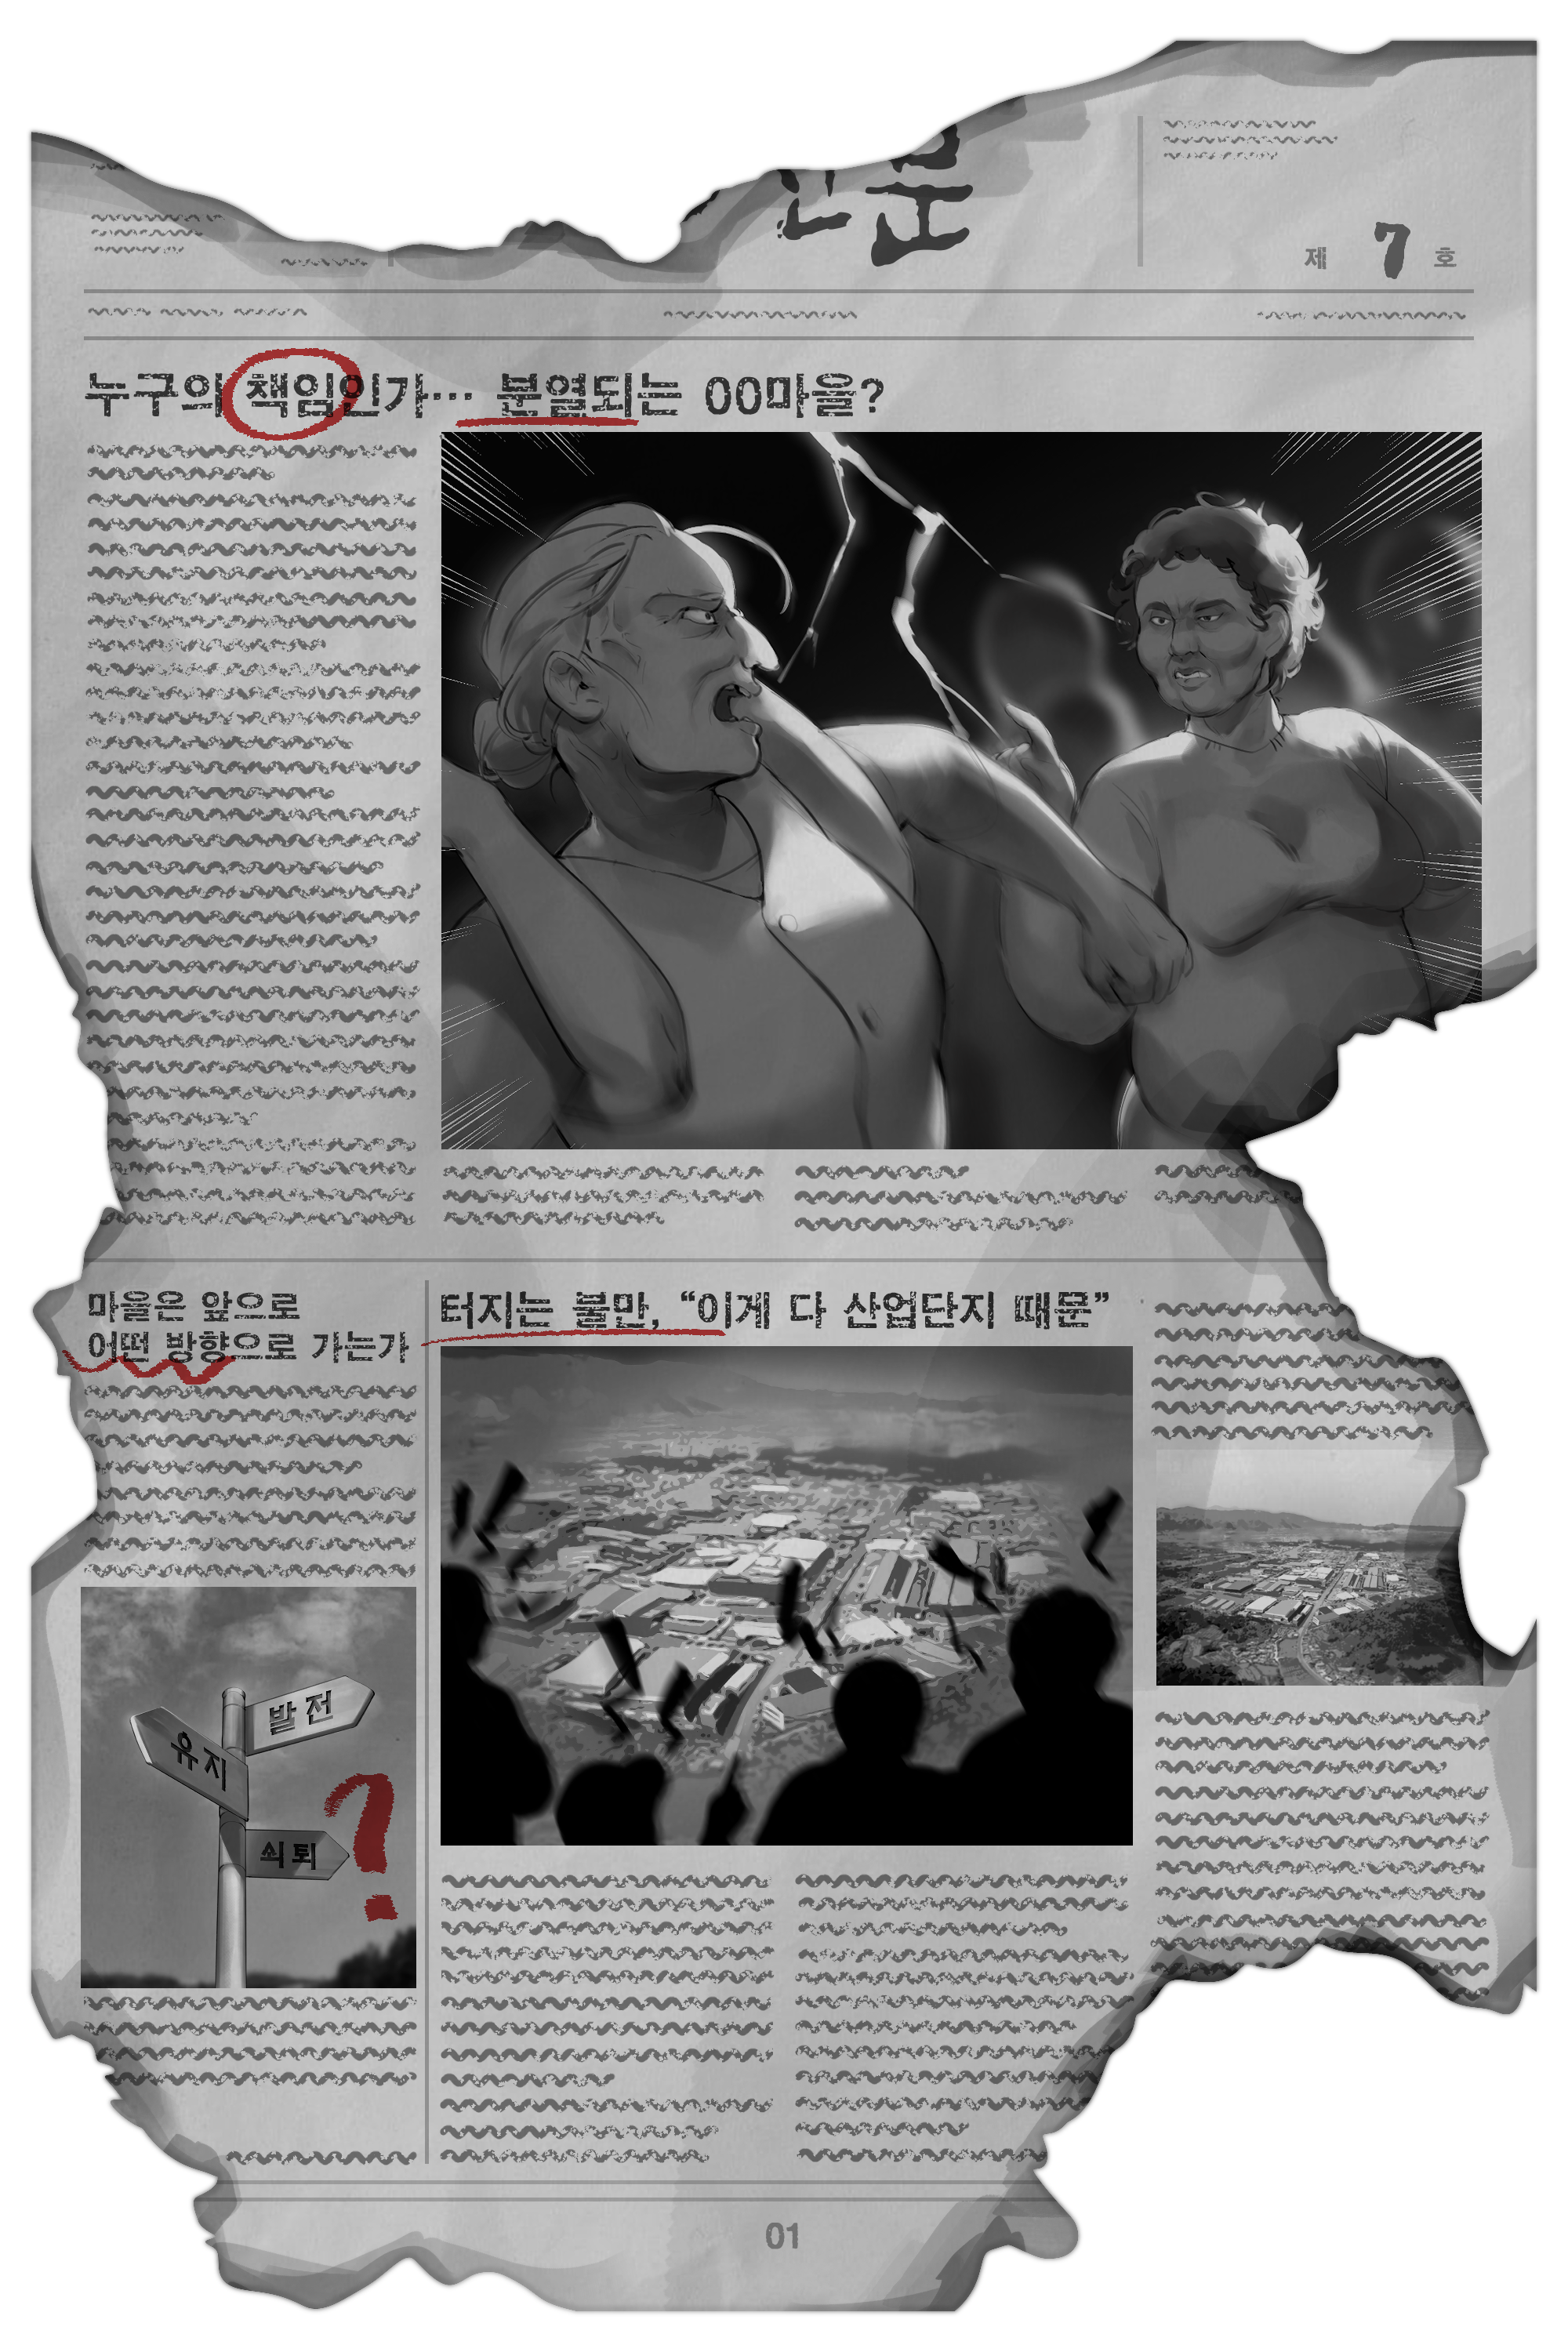 제 7 호
누구의 책임인가… 분열되는 00마을?
마을은 앞으로
어떤 방향으로 가는가
터지는 불만, “이게 다 산업단지 때문”
발전
유지
쇠퇴
?
01